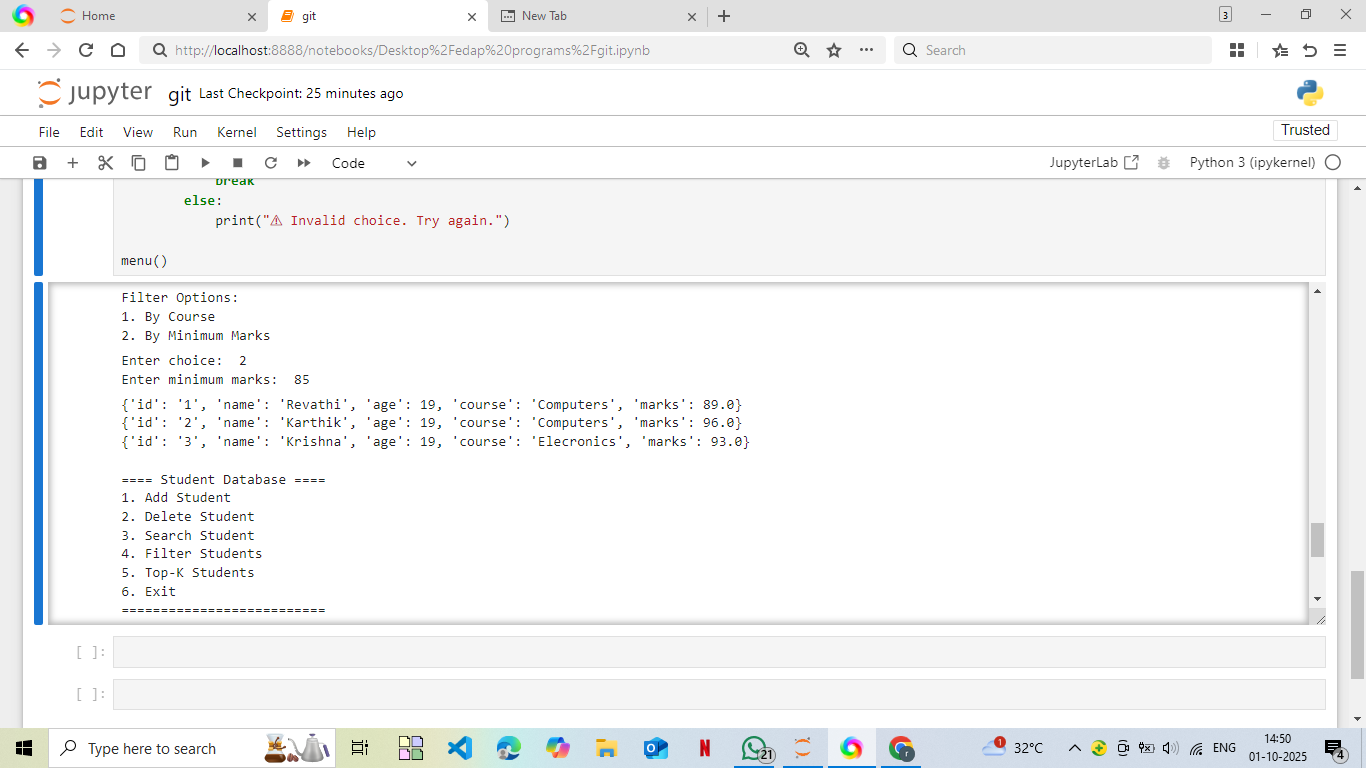 Home
git
New Tab
3
http://localhost:8888/notebooks/Desktop%2Fedap%20programs%2Fgit.ipynb
Search
jupyter git Last Checkpoint: 25 minutes ago
File Edit View Run Kernel Settings Help
Trusted
Code
JupyterLab
Python 3 (ipykernel)
break
else:
print("⚠ Invalid choice. Try again.")
menu()
Filter Options:
1. By Course
2. By Minimum Marks
Enter choice: 2
Enter minimum marks: 85
{'id': '1', 'name': 'Revathi', 'age': 19, 'course': 'Computers', 'marks': 89.0}
{'id': '2', 'name': 'Karthik', 'age': 19, 'course': 'Computers', 'marks': 96.0}
{'id': '3', 'name': 'Krishna', 'age': 19, 'course': 'Elecronics', 'marks': 93.0}
==== Student Database ====
1. Add Student
2. Delete Student
3. Search Student
4. Filter Students
5. Top-K Students
6. Exit
==========================
[ ]:
[ ]:
Type here to search
N
21
r
1
32°C
ENG
14:50
01-10-2025
4